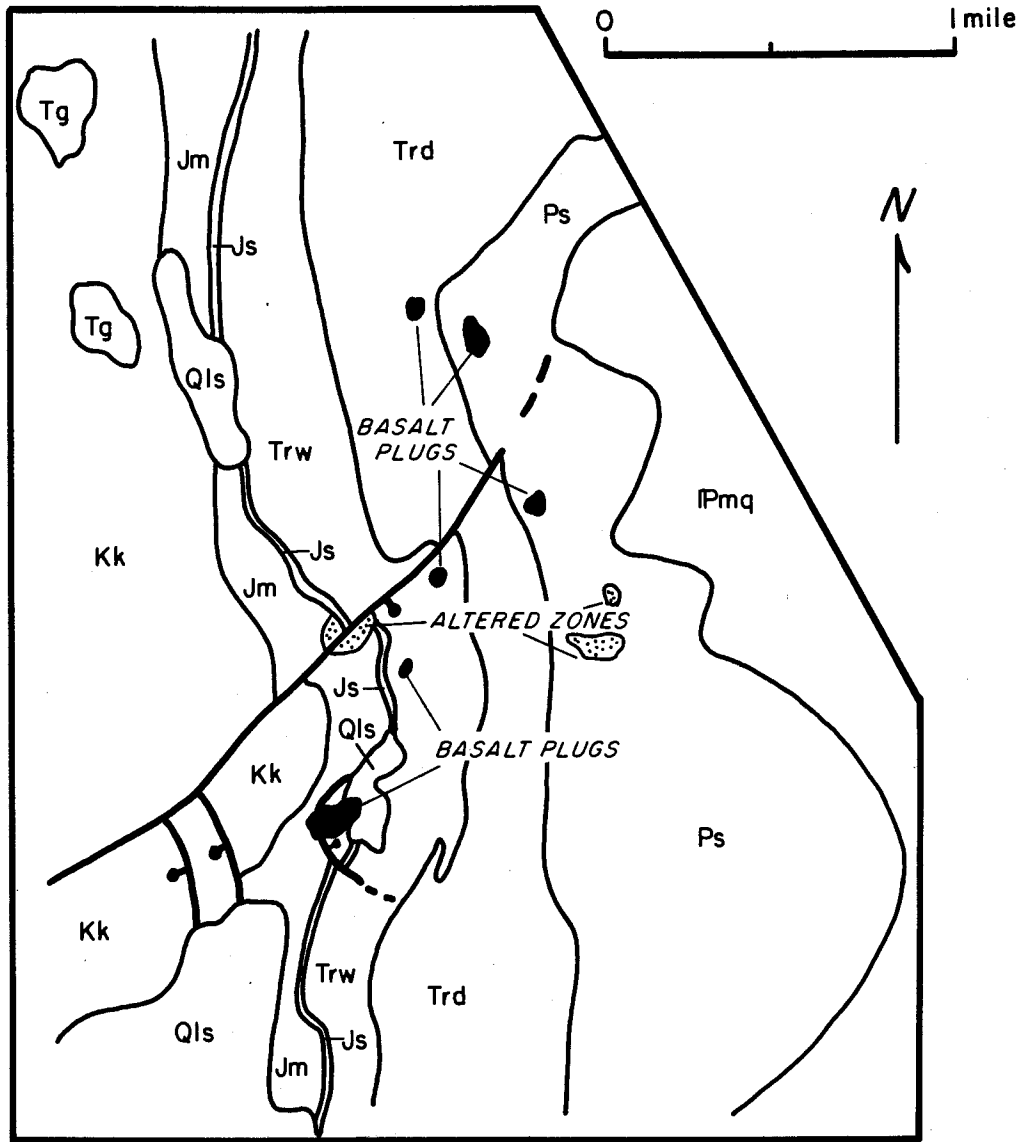 0 1 mile
Tg
Jm
Trd
Ps
N
Js
Tg
Qls
BASALT
PLUGS
Trw
IPmq
Kk
Js
Jm
ALTERED ZONES
Js
Qls
BASALT PLUGS
Kk
Ps
Kk
Trw
Trd
Qls
Js
Jm